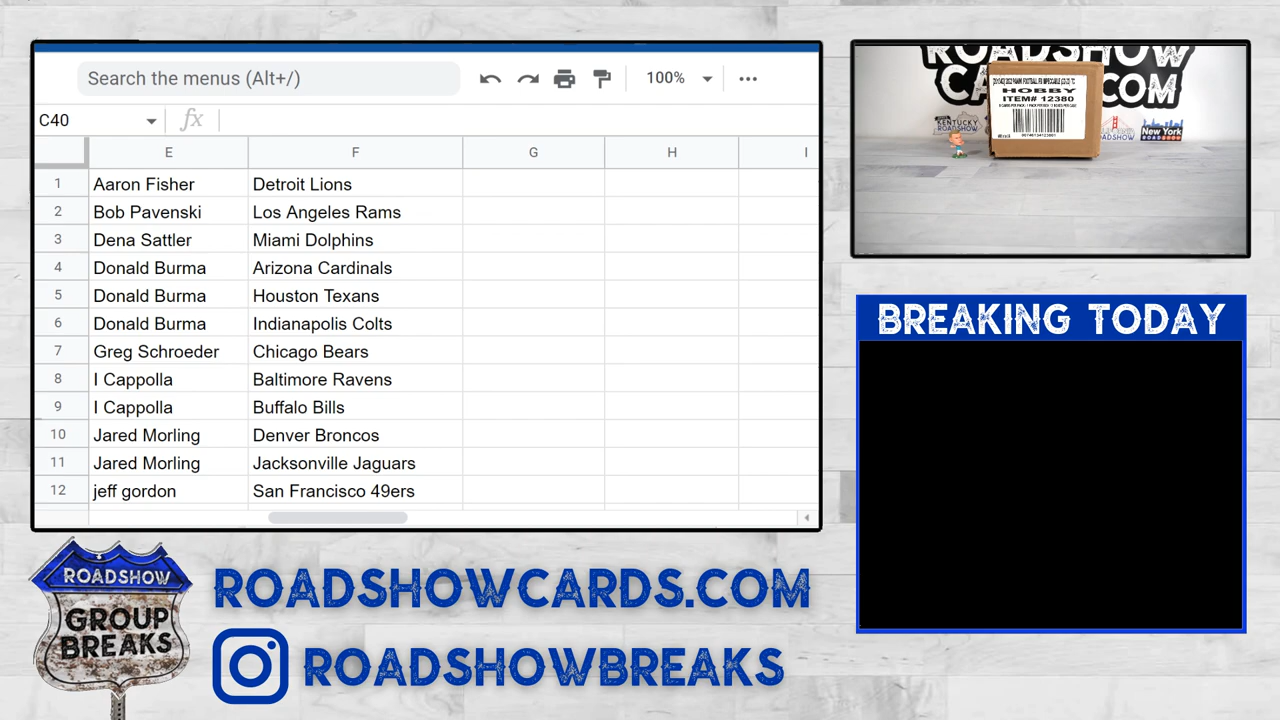 Search the menus (Alt+/)
100%
C40
fx
E F G H I
1 Aaron Fisher Detroit Lions
2 Bob Pavenski Los Angeles Rams
3 Dena Sattler Miami Dolphins
4 Donald Burma Arizona Cardinals
5 Donald Burma Houston Texans
6 Donald Burma Indianapolis Colts
7 Greg Schroeder Chicago Bears
8 I Cappolla Baltimore Ravens
9 I Cappolla Buffalo Bills
10 Jared Morling Denver Broncos
11 Jared Morling Jacksonville Jaguars
12 jeff gordon San Francisco 49ers
ROADSHOW
COM
HOBBY
ITEM# 12380
KENTUCKY
ROADSHOW
New York
BREAKING TODAY
ROADSHOW
GROUP
BREAKS
ROADSHOWCARDS.COM
ROADSHOWBREAKS